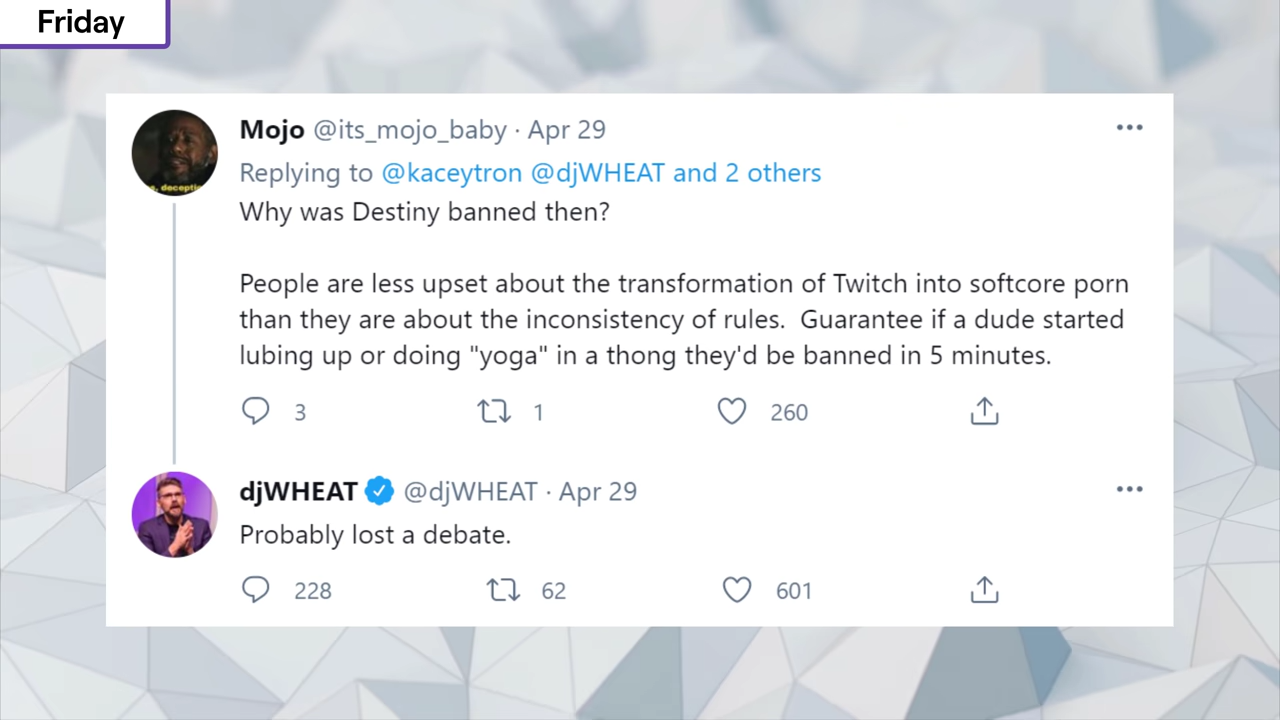 Friday
Mojo @its_mojo_baby · Apr 29
Replying to @kaceytron @djWHEAT and 2 others
Why was Destiny banned then?
People are less upset about the transformation of Twitch into softcore porn
than they are about the inconsistency of rules.  Guarantee if a dude started
lubing up or doing "yoga" in a thong they'd be banned in 5 minutes.
3 1 260
djWHEAT @djWHEAT · Apr 29
Probably lost a debate.
228 62 601